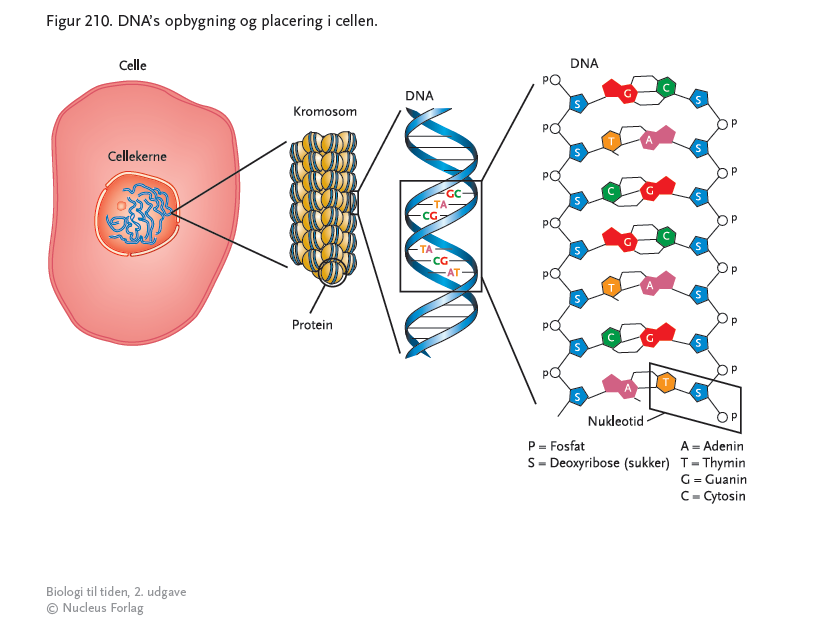 Figur 210. DNA's opbygning og placering i cellen.
Celle
Cellekerne
Kromosom
Protein
DNA
GC
TA
CG
TA
CG
AT
DNA
P
S G C S
P P
S T A S
P P
S C G S
P P
S G C S
P P
S T A S
P P
S C G S
P P
S A T S
P
Nukleotid
P = Fosfat
S = Deoxyribose (sukker)
A = Adenin
T = Thymin
G = Guanin
C = Cytosin
Biologi til tiden, 2. udgave
© Nucleus Forlag